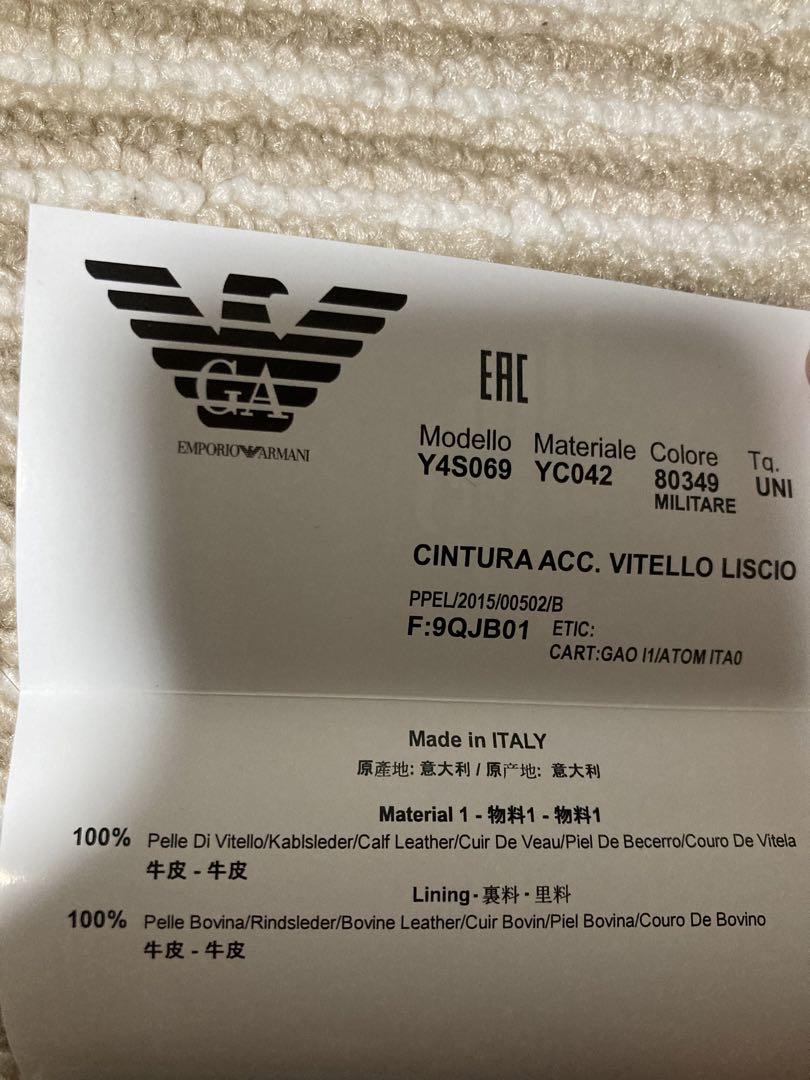 GA
EMPORIO ARMANI
EAC
Modello Materiale Colore Tg.
Y4S069 YC042 80349 UNI
MILITARE
CINTURA ACC. VITELLO LISCIO
PPEL/2015/00502/B
F:9QJB01 ETIC:
CART:GAO I1/ATOM ITA0
Made in ITALY
原產地: 意大利 / 原产地: 意大利
Material 1 - 物料1 - 物料1
100% Pelle Di Vitello/Kablsleder/Calf Leather/Cuir De Veau/Piel De Becerro/Couro De Vitela
牛皮 - 牛皮
Lining - 裏料 - 里料
100% Pelle Bovina/Rindsleder/Bovine Leather/Cuir Bovin/Piel Bovina/Couro De Bovino
牛皮 - 牛皮